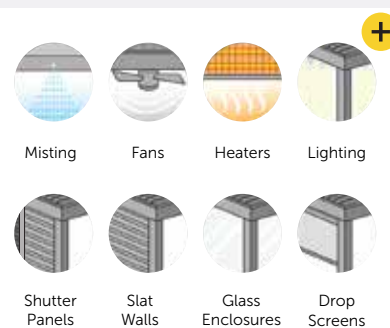 +
Misting Fans Heaters Lighting
Shutter Panels
Slat Walls
Glass Enclosures
Drop Screens